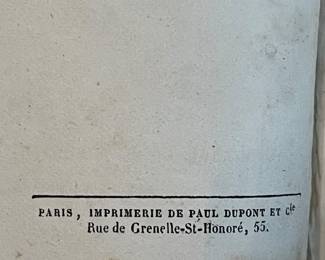 PARIS, IMPRIMERIE DE PAUL DUPONT ET Cie
Rue de Grenelle-St-Honoré, 55.